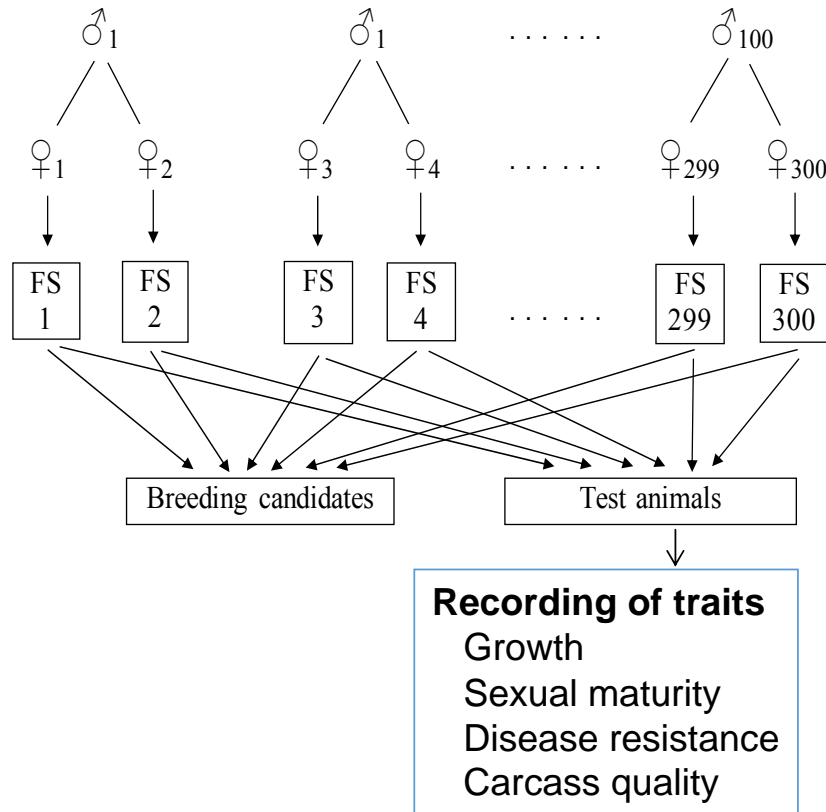 ♂1 ♂1 . . . . . . ♂100
♀1 ♀2 ♀3 ♀4 . . . . . . ♀299 ♀300
FS FS FS FS FS FS
1 2 3 4 . . . . . . 299 300
Breeding candidates Test animals
Recording of traits
Growth
Sexual maturity
Disease resistance
Carcass quality